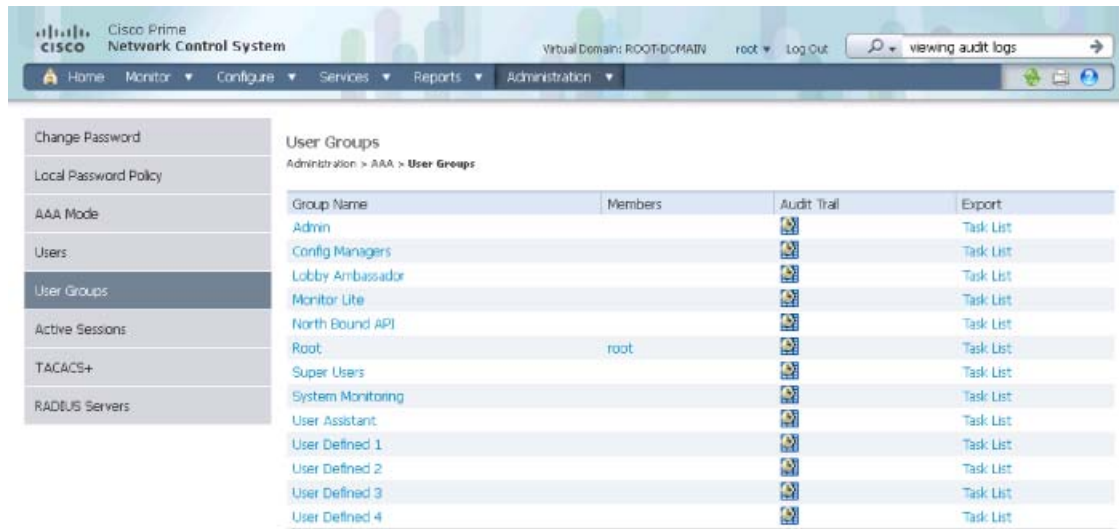 Cisco Prime
CISCO Network Control System
Virtual Domain: ROOT-DOMAIN root Log Out viewing audit logs
Home Monitor Configure Services Reports Administration
Change Password
Local Password Policy
AAA Mode
Users
User Groups
Active Sessions
TACACS+
RADIUS Servers
User Groups
Administration > AAA > User Groups
Group Name Members Audit Trail Export
Admin Task List
Config Managers Task List
Lobby Ambassador Task List
Monitor Lite Task List
North Bound API Task List
Root root Task List
Super Users Task List
System Monitoring Task List
User Assistant Task List
User Defined 1 Task List
User Defined 2 Task List
User Defined 3 Task List
User Defined 4 Task List